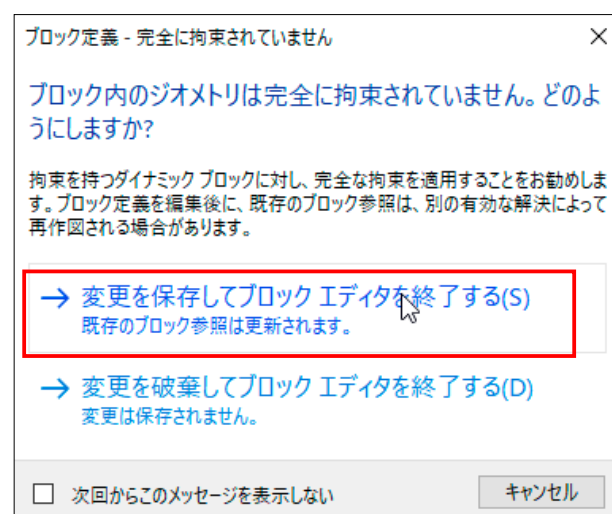 ブロック定義 - 完全に拘束されていません
ブロック内のジオメトリは完全に拘束されていません。どのよ
うにしますか?
拘束を持つダイナミック ブロックに対し、完全な拘束を適用することをお勧めしま
す。ブロック定義を編集後に、既存のブロック参照は、別の有効な解決によって
再作図される場合があります。
→ 変更を保存してブロック エディタを終了する(S)
既存のブロック参照は更新されます。
→ 変更を破棄してブロック エディタを終了する(D)
変更は保存されません。
次回からこのメッセージを表示しない
キャンセル